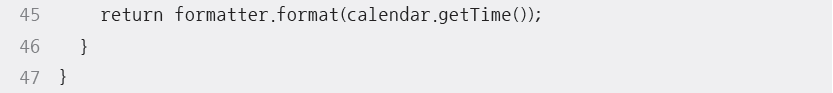 45 return formatter.format(calendar.getTime());
46 }
47 }